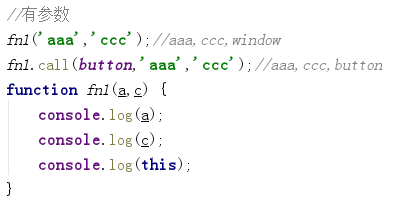 //有参数
fn1('aaa','ccc');//aaa,ccc,window
fn1.call(button,'aaa','ccc');//aaa,ccc,button
function fn1(a,c) {
    console.log(a);
    console.log(c);
    console.log(this);
}